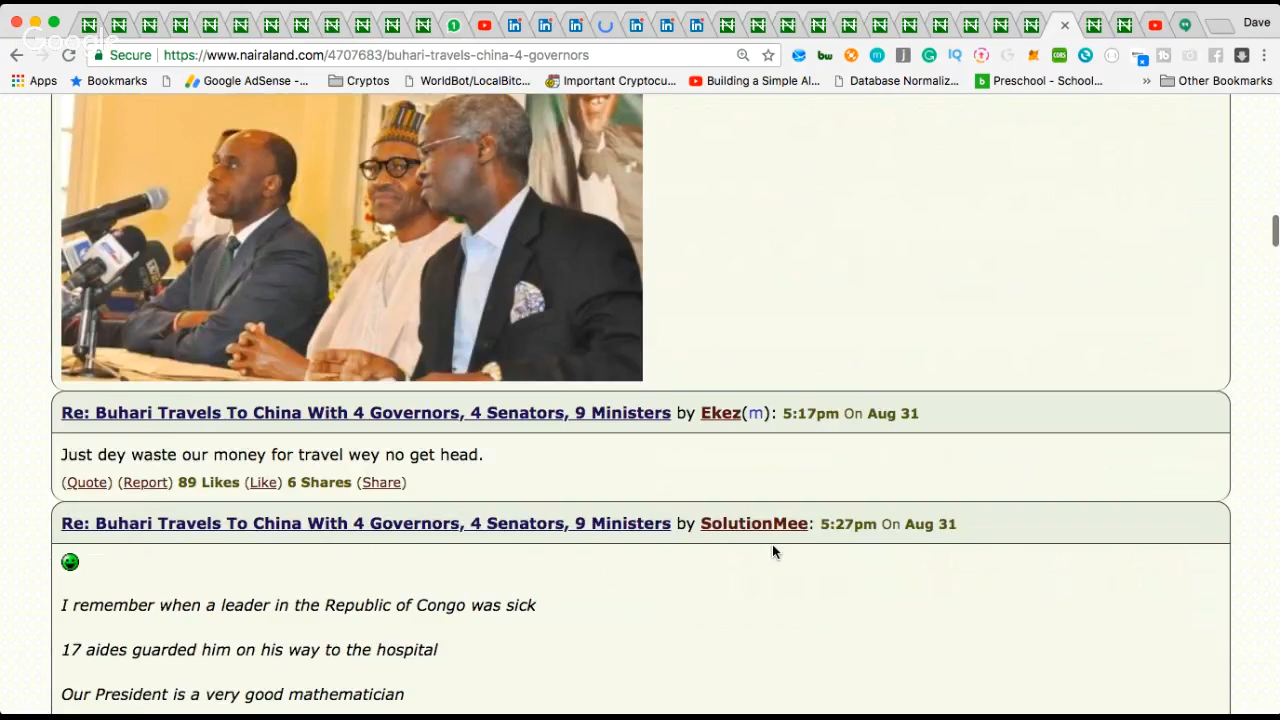 Google
Dave
Secure
https://www.nairaland.com/4707683/buhari-travels-china-4-governors
Apps
Bookmarks
Google AdSense -...
Cryptos
WorldBot/LocalBitc...
Important Cryptocu...
Building a Simple AI...
Database Normaliz...
Preschool - School...
»
Other Bookmarks
Re: Buhari Travels To China With 4 Governors, 4 Senators, 9 Ministers by Ekez(m): 5:17pm On Aug 31
Just dey waste our money for travel wey no get head.
(Quote) (Report) 89 Likes (Like) 6 Shares (Share)
Re: Buhari Travels To China With 4 Governors, 4 Senators, 9 Ministers by SolutionMee: 5:27pm On Aug 31
I remember when a leader in the Republic of Congo was sick
17 aides guarded him on his way to the hospital
Our President is a very good mathematician